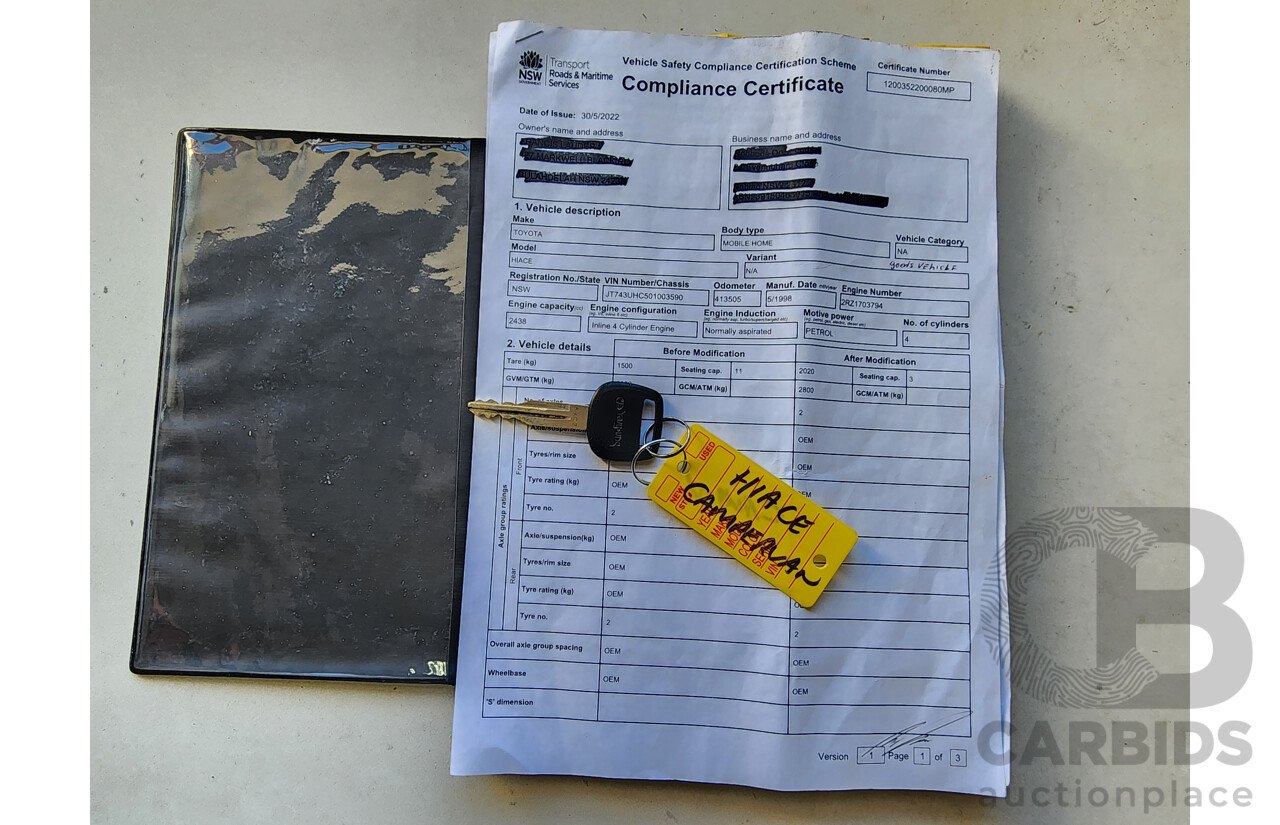 NSW
GOVERNMENT
Transport
Roads & Maritime
Services
Vehicle Safety Compliance Certification Scheme
Compliance Certificate
Certificate Number
1200352200080MP
Date of Issue: 30/5/2022
Owner's name and address
Business name and address
1. Vehicle description
Make
TOYOTA
Body type
MOBILE HOME
Vehicle Category
NA
goods vehicle
Model
HIACE
Variant
N/A
Registration No./State
NSW
VIN Number/Chassis
JT743UHC501003590
Odometer
413505
Manuf. Date mth/year
5/1998
Engine Number
2RZ1703794
Engine capacity(cc)
2438
Engine configuration
Inline 4 Cylinder Engine
Engine Induction
Normally aspirated
Motive power
PETROL
No. of cylinders
4
2. Vehicle details
Before Modification
After Modification
Tare (kg)
1500
Seating cap.
11
2020
Seating cap.
3
GVM/GTM (kg)
GCM/ATM (kg)
2800
GCM/ATM (kg)
2
OEM
Tyres/rim size
OEM
Tyre rating (kg)
OEM
Tyre no.
2
Axle/suspension(kg)
OEM
Tyres/rim size
OEM
Tyre rating (kg)
OEM
Tyre no.
2
2
Axle group ratings
Front
Rear
Overall axle group spacing
OEM
OEM
Wheelbase
OEM
OEM
'S' dimension
Version 1 Page 1 of 3
USED
NEW
HIACE
CAMPERVAN
VIN
CB
CARBIDS
auctionplace